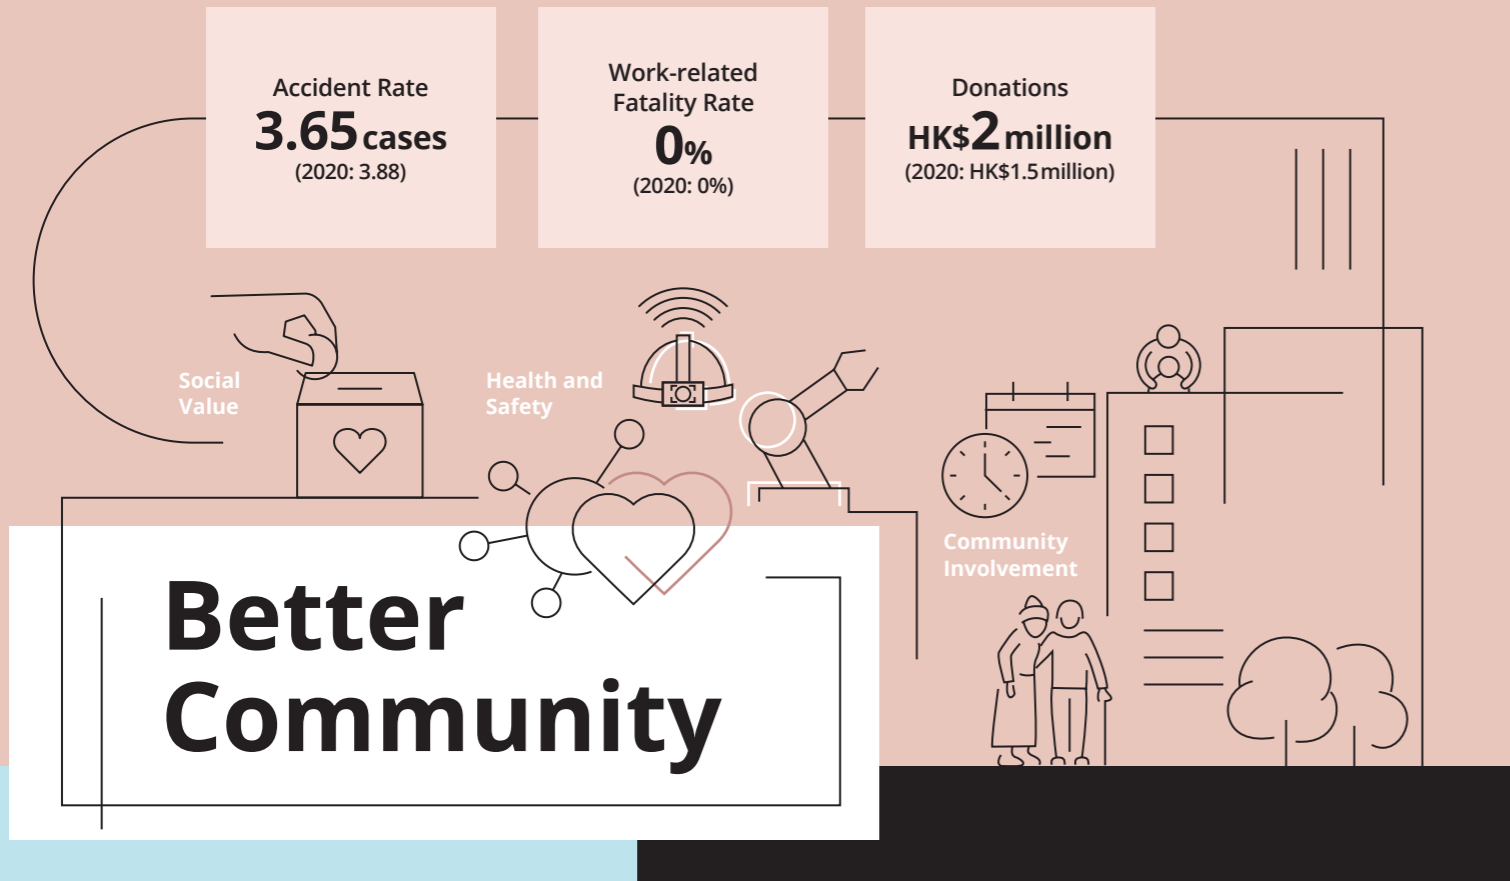 Accident Rate
3.65 cases
(2020: 3.88)
Work-related
Fatality Rate
0%
(2020: 0%)
Donations
HK$2 million
(2020: HK$1.5 million)
Social
Value
Health and
Safety
Community
Involvement
Better
Community